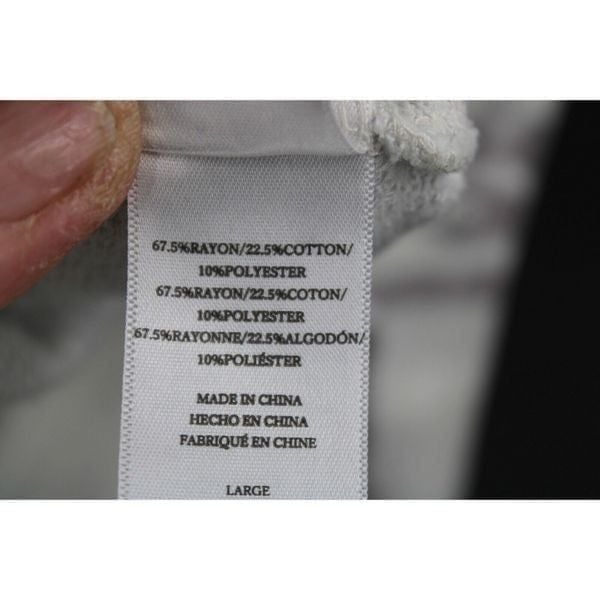 67.5%RAYON/22.5%COTTON/
10%POLYESTER
67.5%RAYON/22.5%COTON/
10%POLYESTER
67.5%RAYONNE/22.5%ALGODÓN/
10%POLIÉSTER
MADE IN CHINA
HECHO EN CHINA
FABRIQUÉ EN CHINE
LARGE